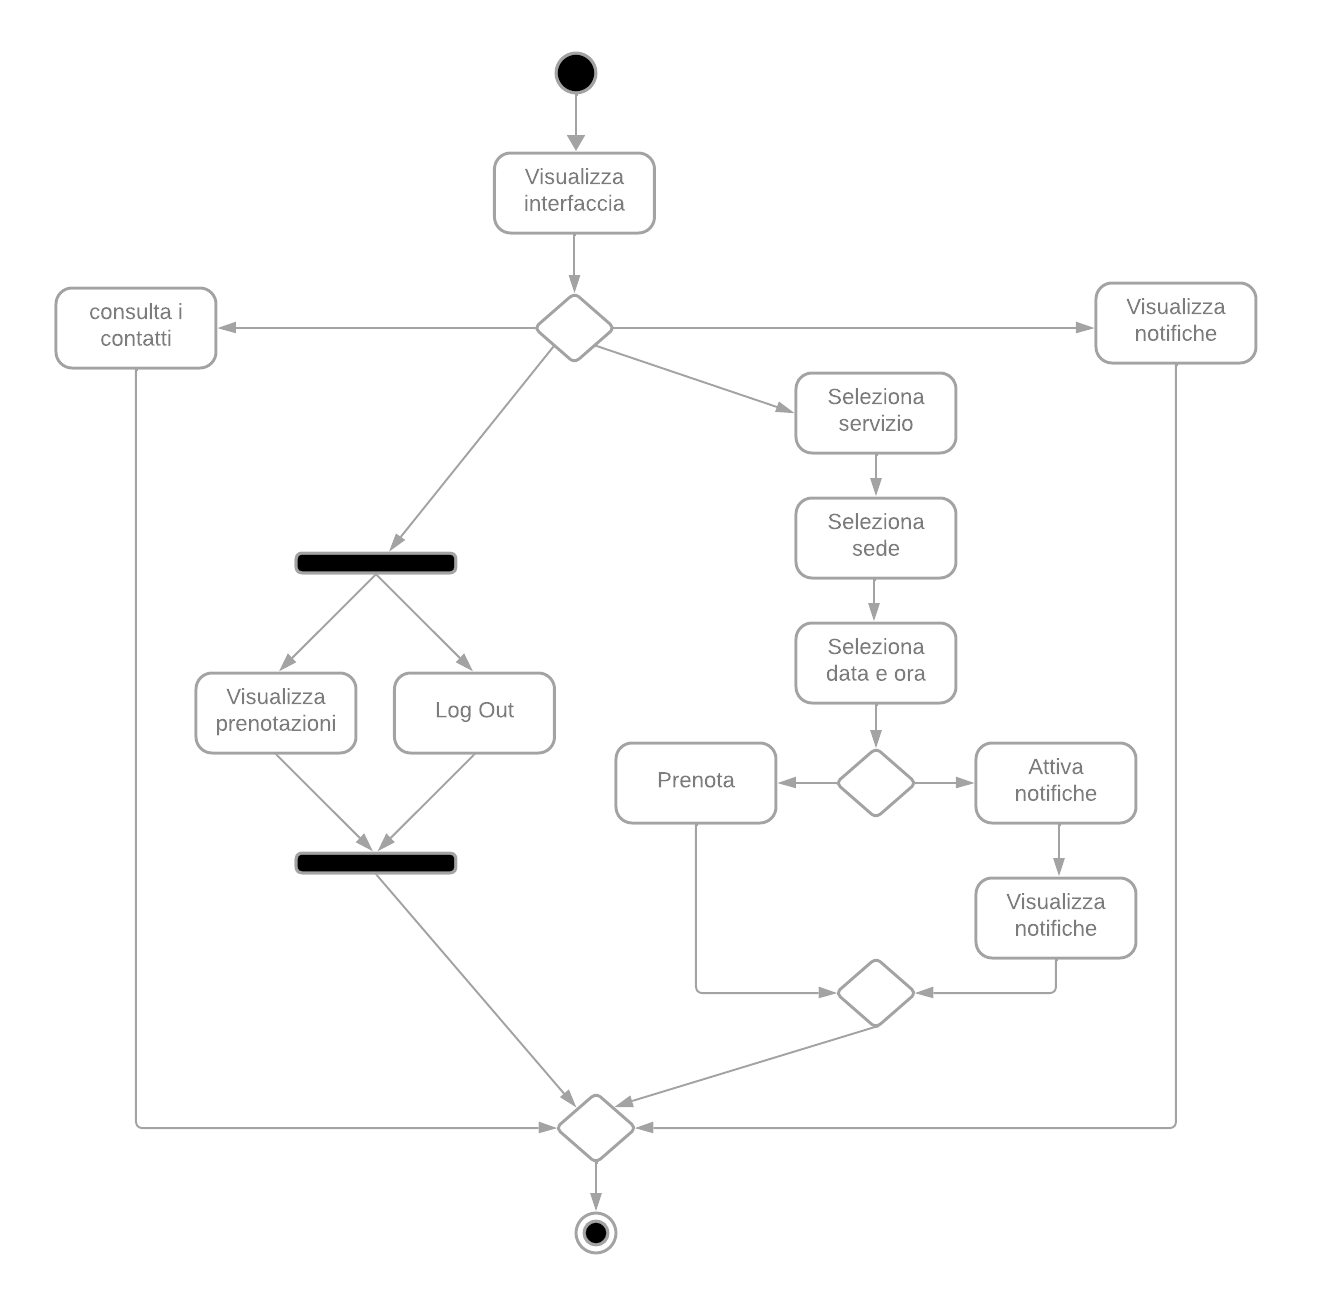 Visualizza
interfaccia
consulta i
contatti
Visualizza
notifiche
Seleziona
servizio
Seleziona
sede
Seleziona
data e ora
Visualizza
prenotazioni
Log Out
Prenota
Attiva
notifiche
Visualizza
notifiche